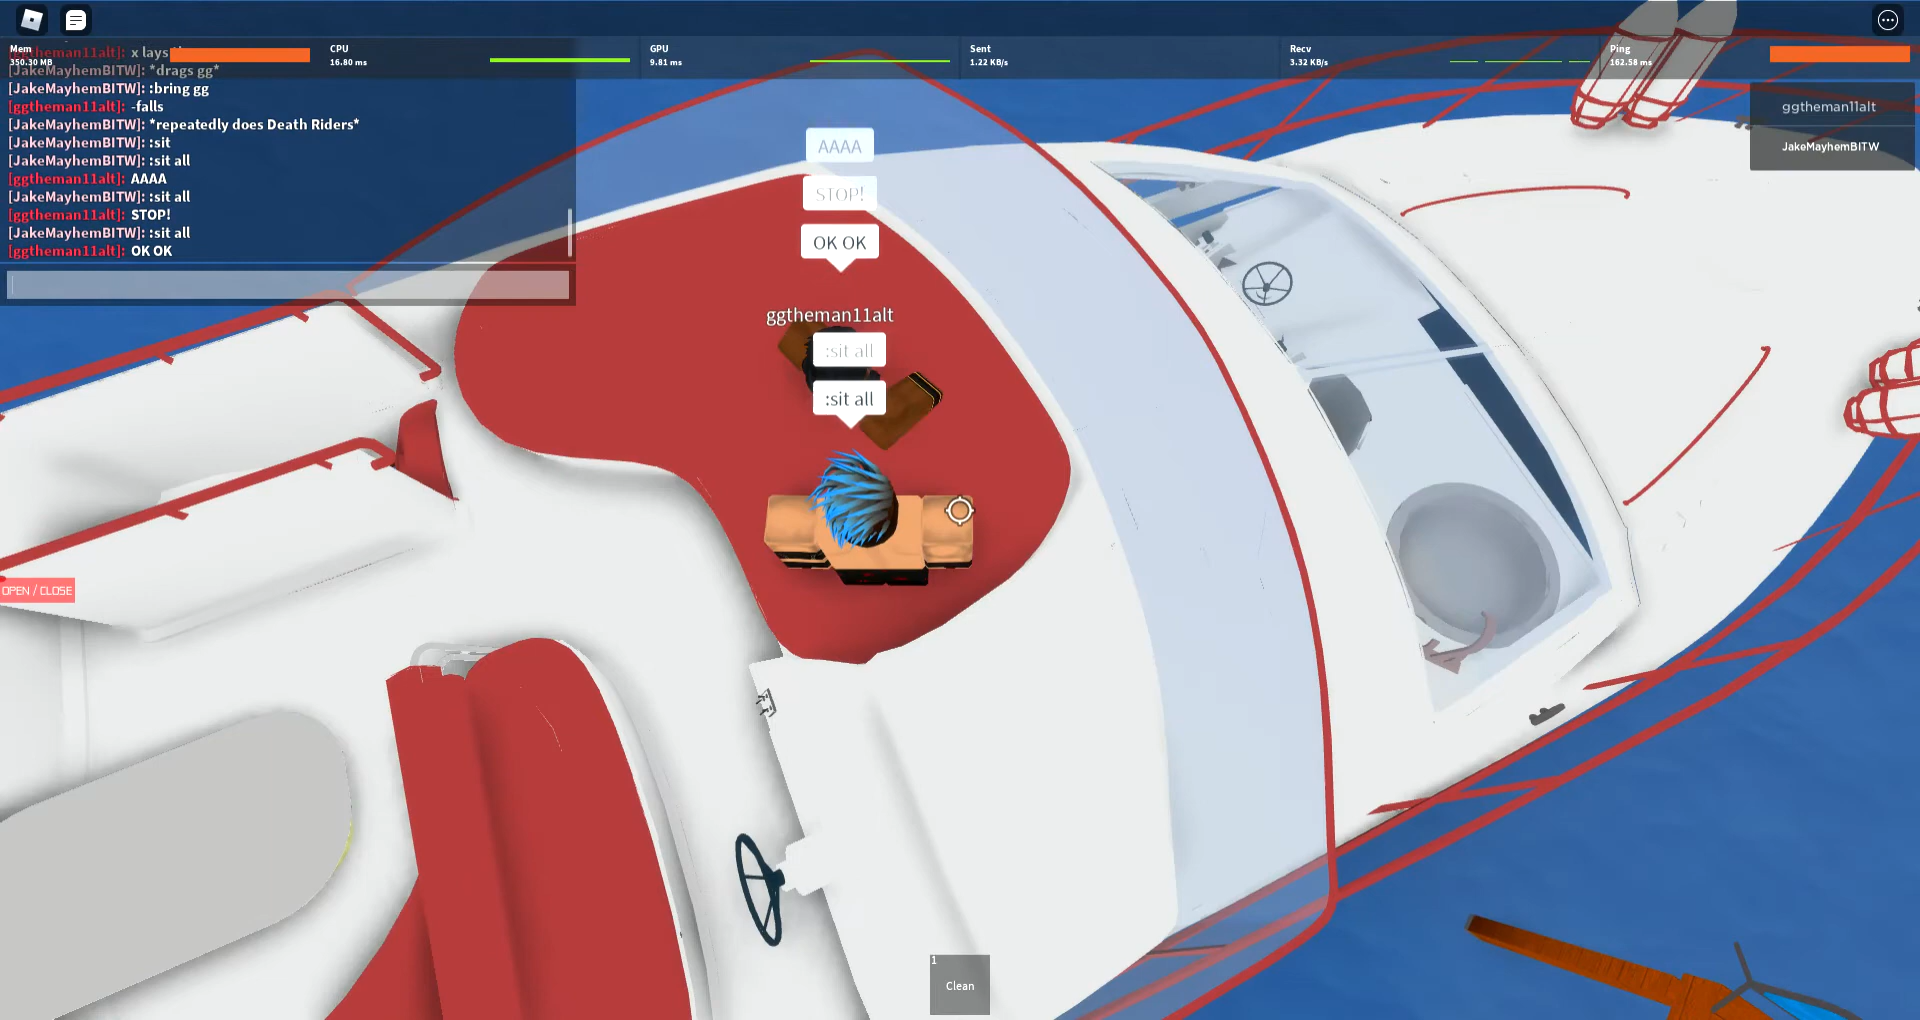 Mem
350.30 MB
CPU
16.80 ms
GPU
9.81 ms
Sent
1.22 KB/s
Recv
3.32 KB/s
Ping
162.58 ms
ggtheman11alt]: x lays
[JakeMayhemBITW]: *drags gg*
[JakeMayhemBITW]: :bring gg
[ggtheman11alt]: -falls
[JakeMayhemBITW]: *repeatedly does Death Riders*
[JakeMayhemBITW]: :sit
[JakeMayhemBITW]: :sit all
[ggtheman11alt]: AAAA
[JakeMayhemBITW]: :sit all
[ggtheman11alt]: STOP!
[JakeMayhemBITW]: :sit all
[ggtheman11alt]: OK OK
ggtheman11alt
JakeMayhemBITW
AAAA
STOP!
OK OK
ggtheman11alt
:sit all
:sit all
OPEN / CLOSE
1
Clean